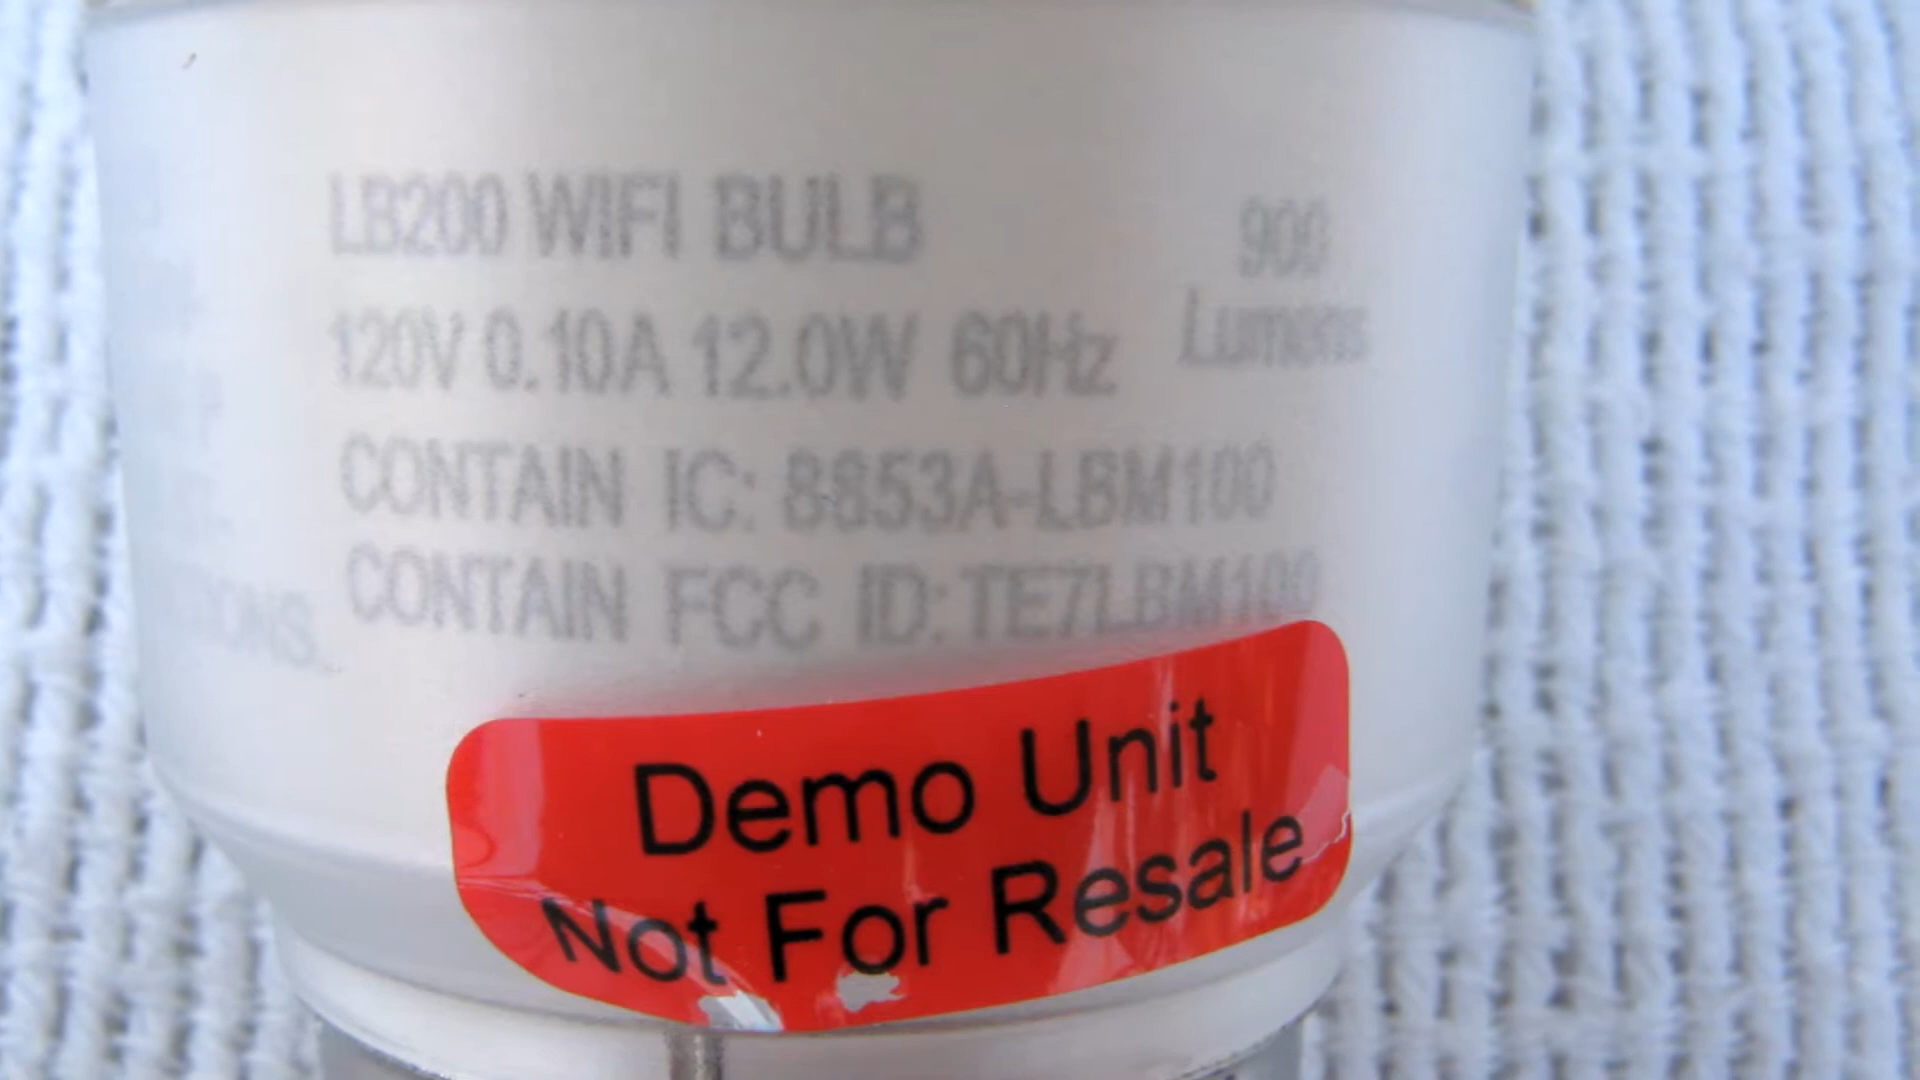 LB200 WIFI BULB
900
Lumens
120V 0.10A 12.0W 60Hz
CONTAIN IC: 8853A-LBM100
CONTAIN FCC ID: TE7LBM100
Demo Unit
Not For Resale